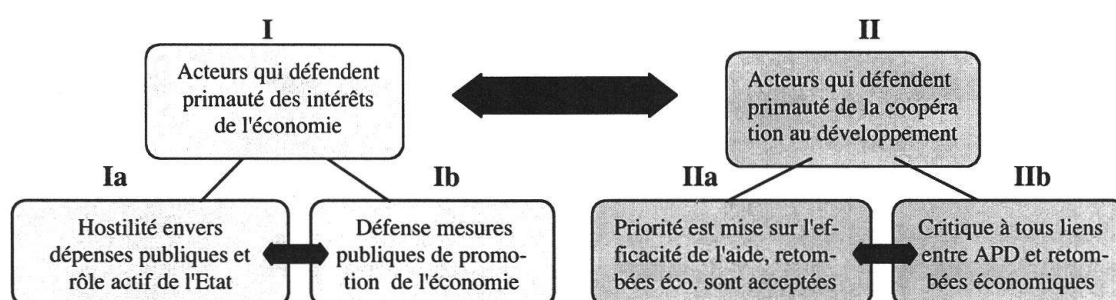 I
Acteurs qui défendent
primauté des intérêts
de l'économie
II
Acteurs qui défendent
primauté de la coopéra
tion au développement
Ia
Hostilité envers
dépenses publiques et
rôle actif de l'Etat
Ib
Défense mesures
publiques de promo-
tion de l'économie
IIa
Priorité est mise sur l'ef-
ficacité de l'aide, retom-
bées éco. sont acceptées
IIb
Critique à tous liens
entre APD et retom-
bées économiques